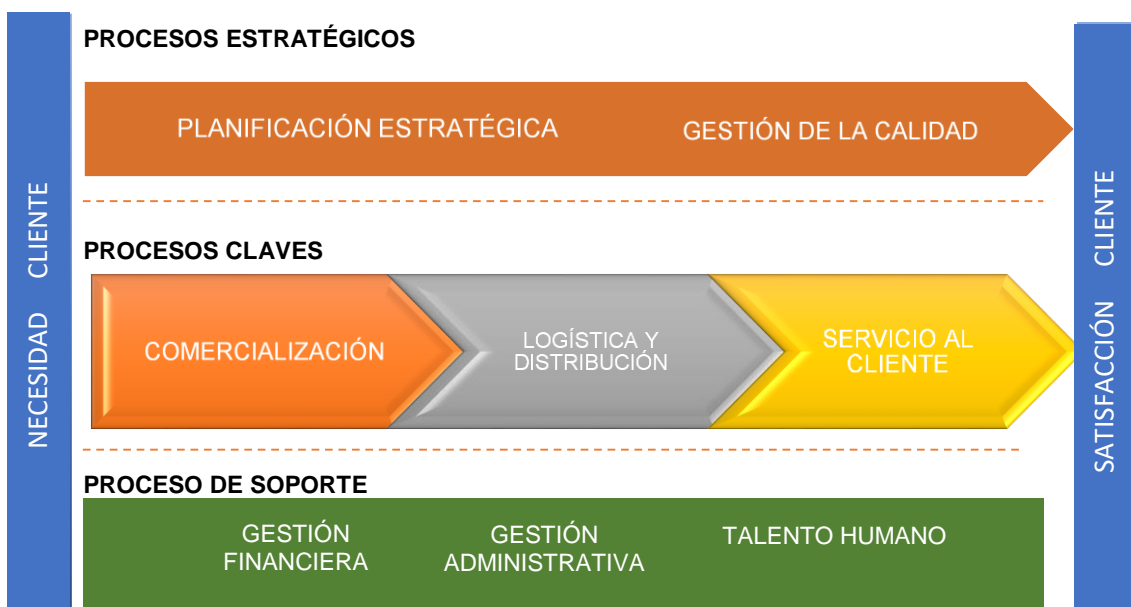 NECESIDAD CLIENTE
PROCESOS ESTRATÉGICOS
PLANIFICACIÓN ESTRATÉGICA
GESTIÓN DE LA CALIDAD
PROCESOS CLAVES
COMERCIALIZACIÓN
LOGÍSTICA Y
DISTRIBUCIÓN
SERVICIO AL
CLIENTE
PROCESO DE SOPORTE
GESTIÓN
FINANCIERA
GESTIÓN
ADMINISTRATIVA
TALENTO HUMANO
SATISFACCIÓN CLIENTE